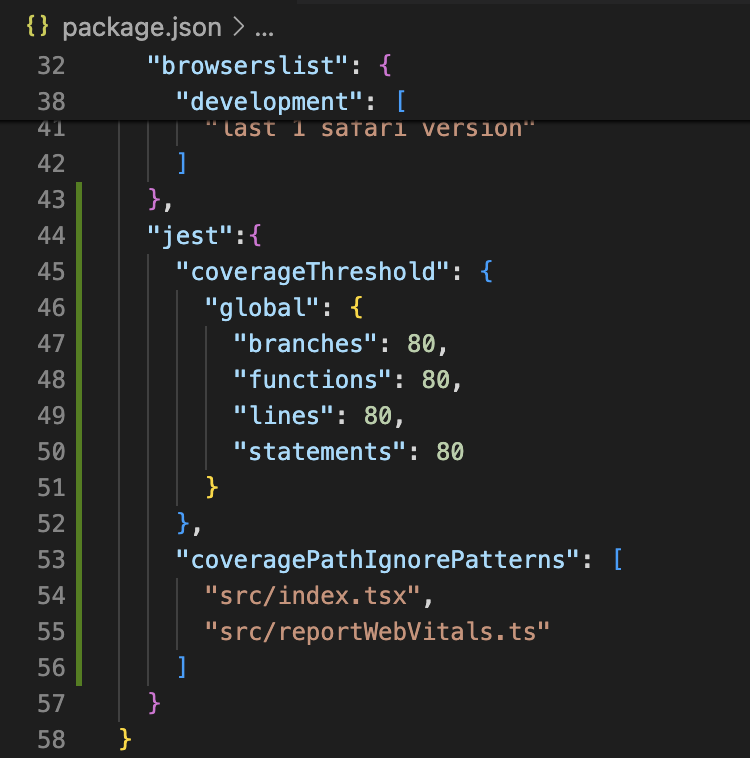 {} package.json > ...
32 "browserslist": {
38 "development": [
41 "last 1 safari version"
42 ]
43 },
44 "jest":{
45 "coverageThreshold": {
46 "global": {
47 "branches": 80,
48 "functions": 80,
49 "lines": 80,
50 "statements": 80
51 }
52 },
53 "coveragePathIgnorePatterns": [
54 "src/index.tsx",
55 "src/reportWebVitals.ts"
56 ]
57 }
58 }